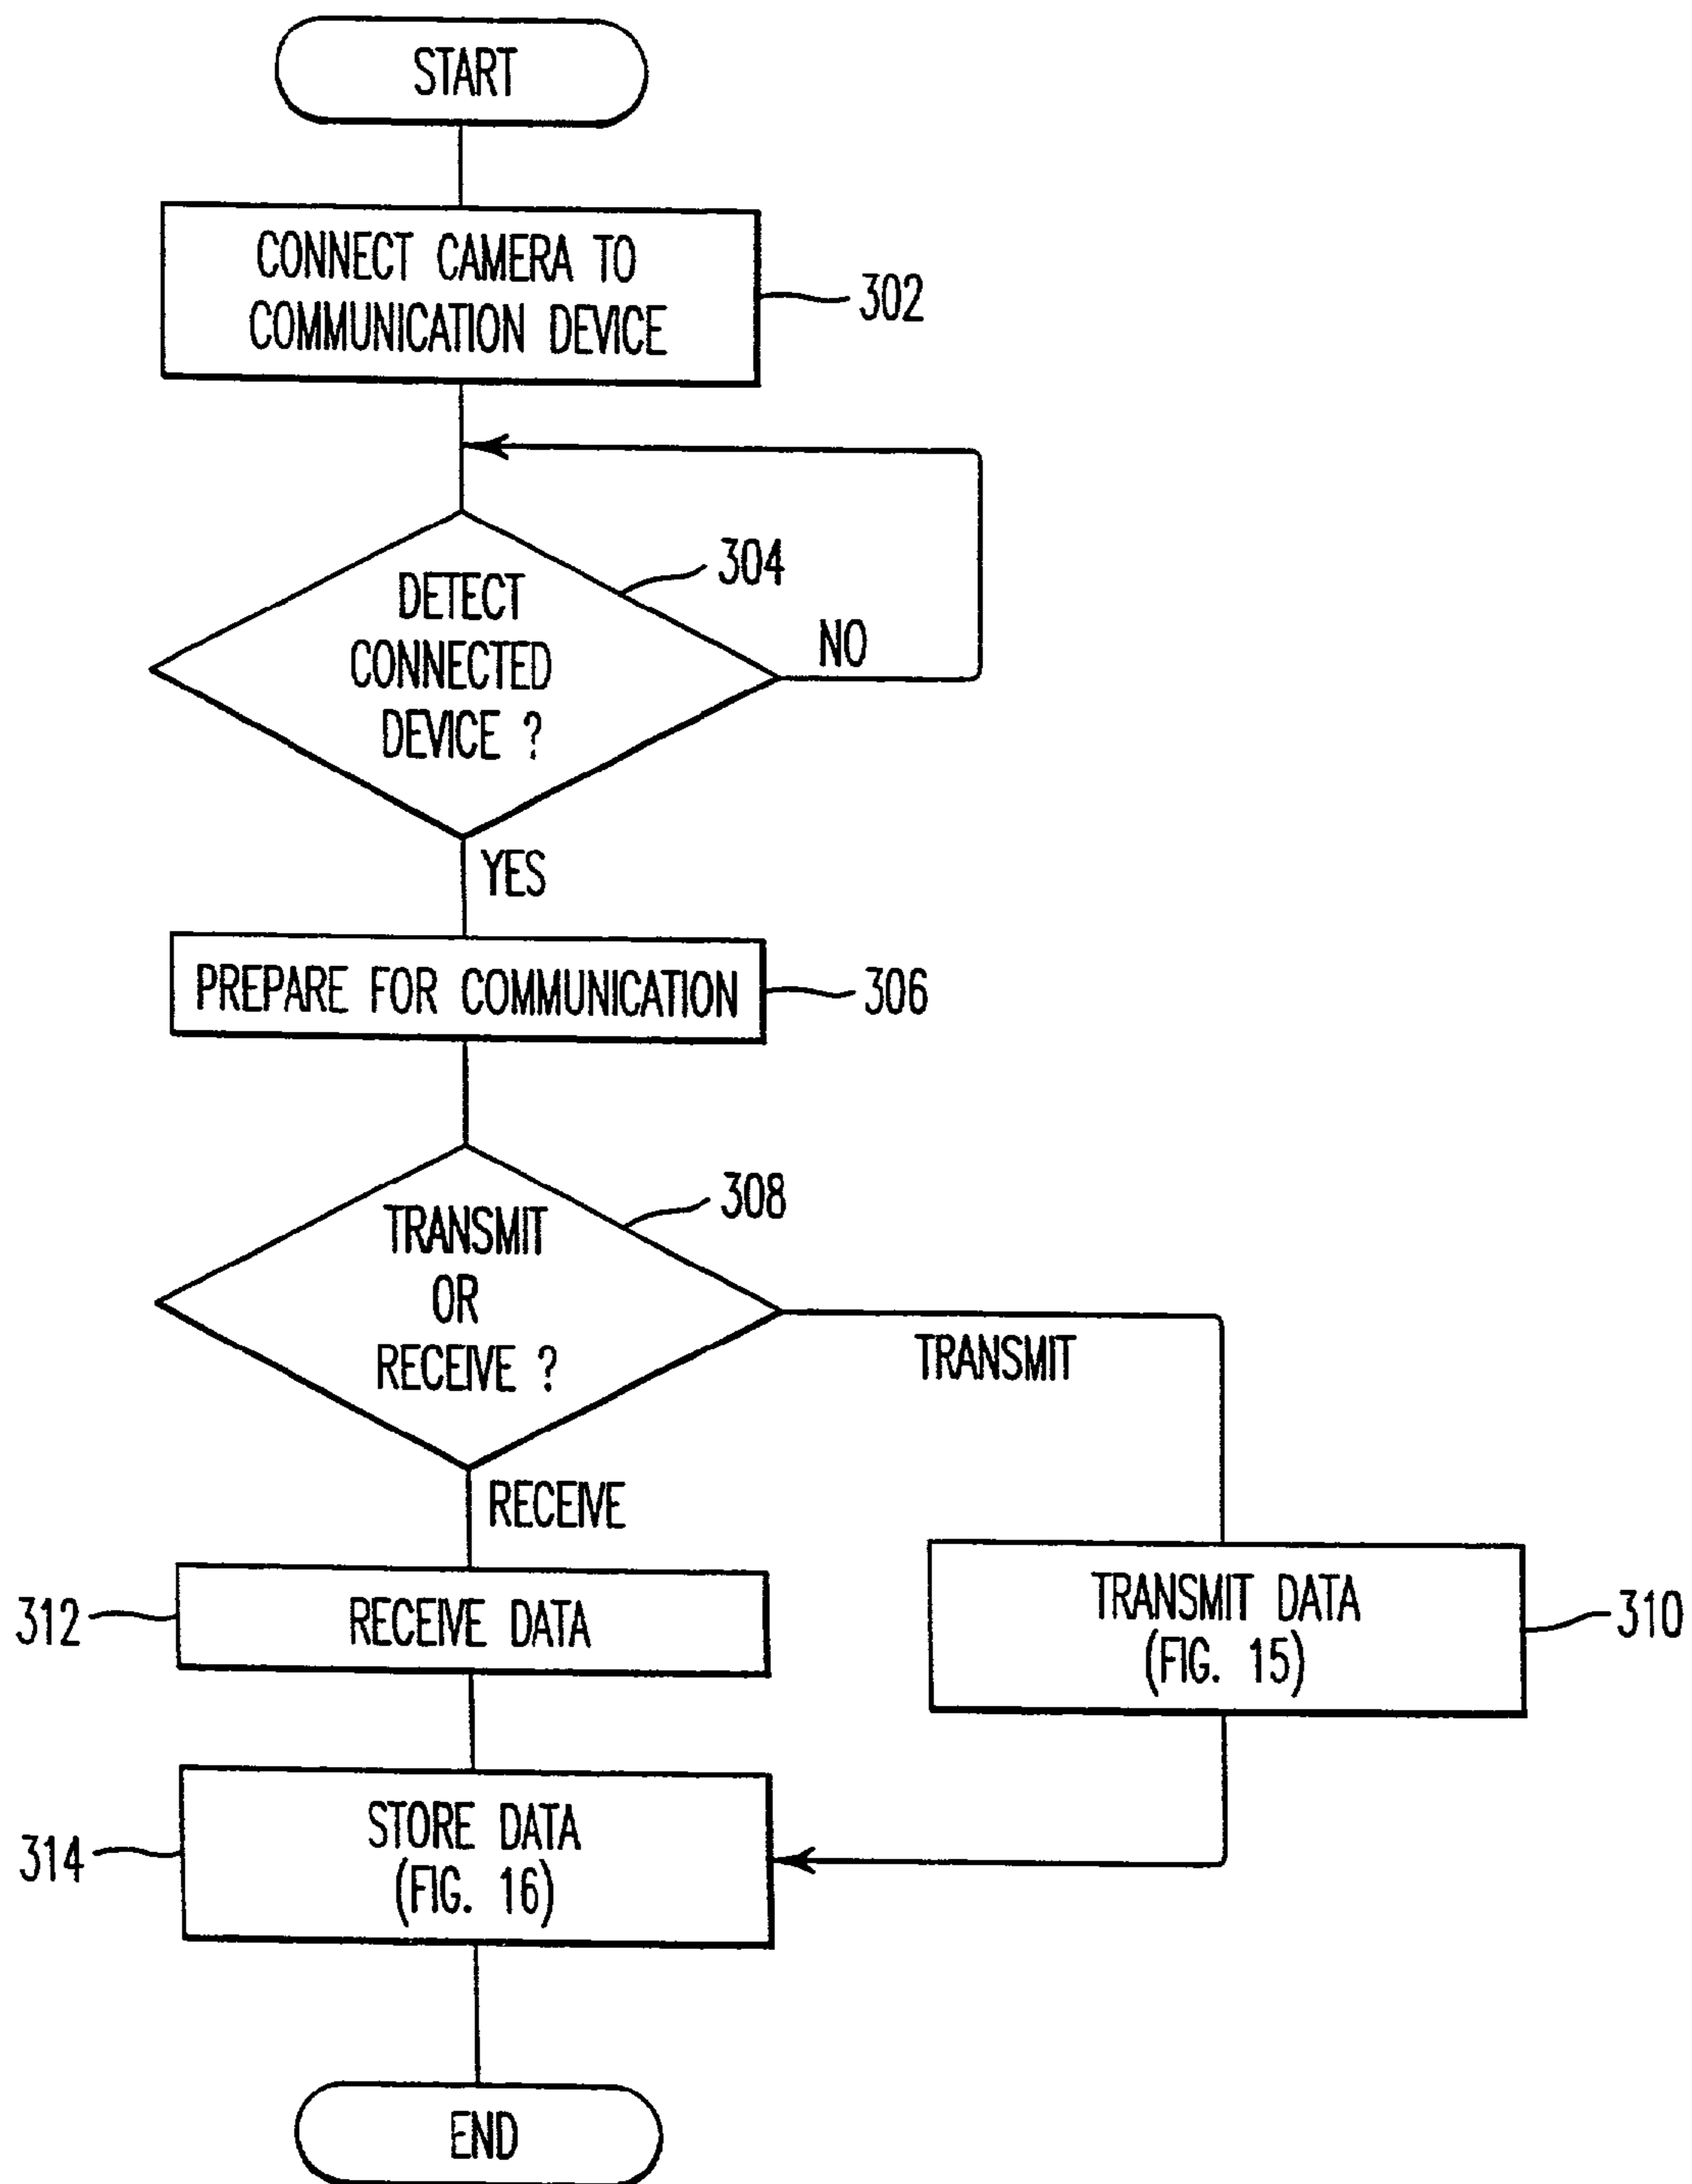 START
CONNECT CAMERA TO
COMMUNICATION DEVICE
302
304
DETECT
CONNECTED
DEVICE ?
NO
YES
PREPARE FOR COMMUNICATION
306
308
TRANSMIT
OR
RECEIVE ?
TRANSMIT
RECEIVE
312
RECEIVE DATA
TRANSMIT DATA
(FIG. 15)
310
314
STORE DATA
(FIG. 16)
END